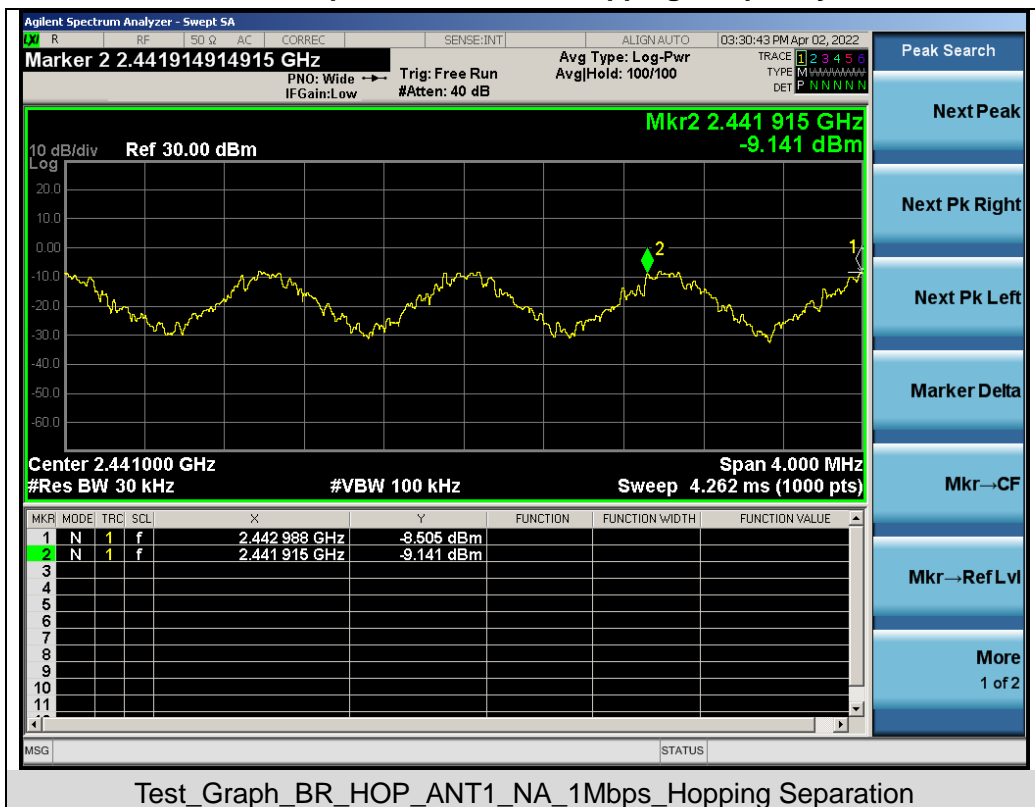 Agilent Spectrum Analyzer - Swept SA
LXI R RF 50 Ω AC CORREC SENSE:INT ALIGNAUTO 03:30:43 PM Apr 02, 2022
Marker 2 2.441914914915 GHz
PNO: Wide
IFGain:Low
Trig: Free Run
#Atten: 40 dB
Avg Type: Log-Pwr
Avg|Hold: 100/100
TRACE 1 2 3 4 5 6
TYPE M
DET P N N N N N
Mkr2 2.441 915 GHz
-9.141 dBm
10 dB/div Ref 30.00 dBm
Log
20.0
10.0
0.00
-10.0
-20.0
-30.0
-40.0
-50.0
-60.0
2
1
Center 2.441000 GHz Span 4.000 MHz
#Res BW 30 kHz #VBW 100 kHz Sweep 4.262 ms (1000 pts)
MKR MODE TRC SCL X Y FUNCTION FUNCTION WIDTH FUNCTION VALUE
1 N 1 f 2.442 988 GHz -8.505 dBm
2 N 1 f 2.441 915 GHz -9.141 dBm
3
4
5
6
7
8
9
10
11
MSG STATUS
Peak Search
Next Peak
Next Pk Right
Next Pk Left
Marker Delta
Mkr→CF
Mkr→Ref Lvl
More
1 of 2
Test_Graph_BR_HOP_ANT1_NA_1Mbps_Hopping Separation